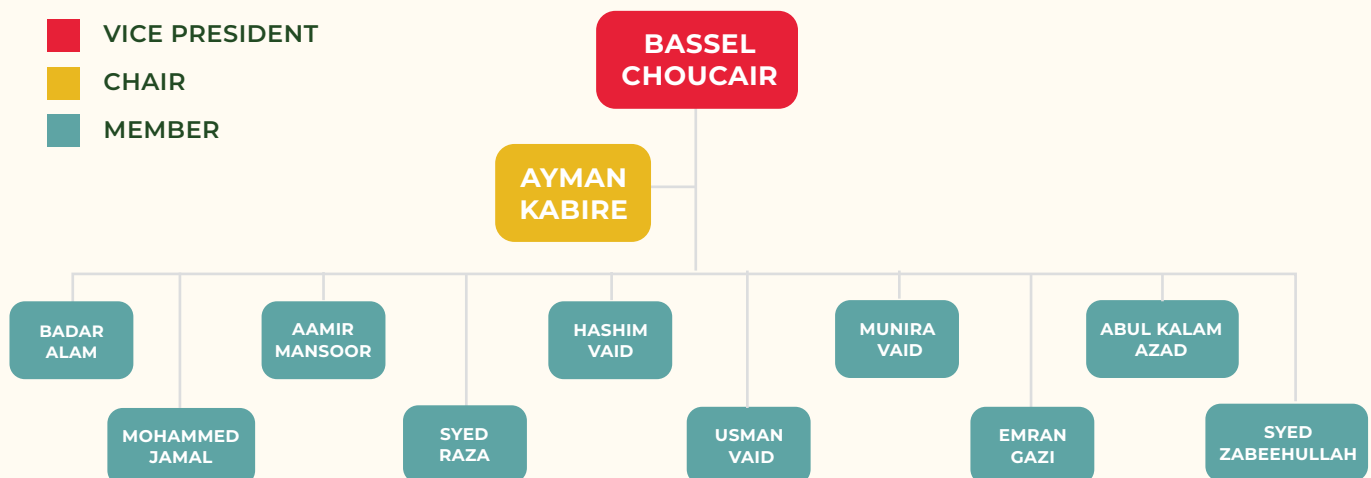 VICE PRESIDENT
CHAIR
MEMBER
BASSEL
CHOUCAIR
AYMAN
KABIRE
BADAR
ALAM
AAMIR
MANSOOR
HASHIM
VAID
MUNIRA
VAID
ABUL KALAM
AZAD
MOHAMMED
JAMAL
SYED
RAZA
USMAN
VAID
EMRAN
GAZI
SYED
ZABEEHULLAH